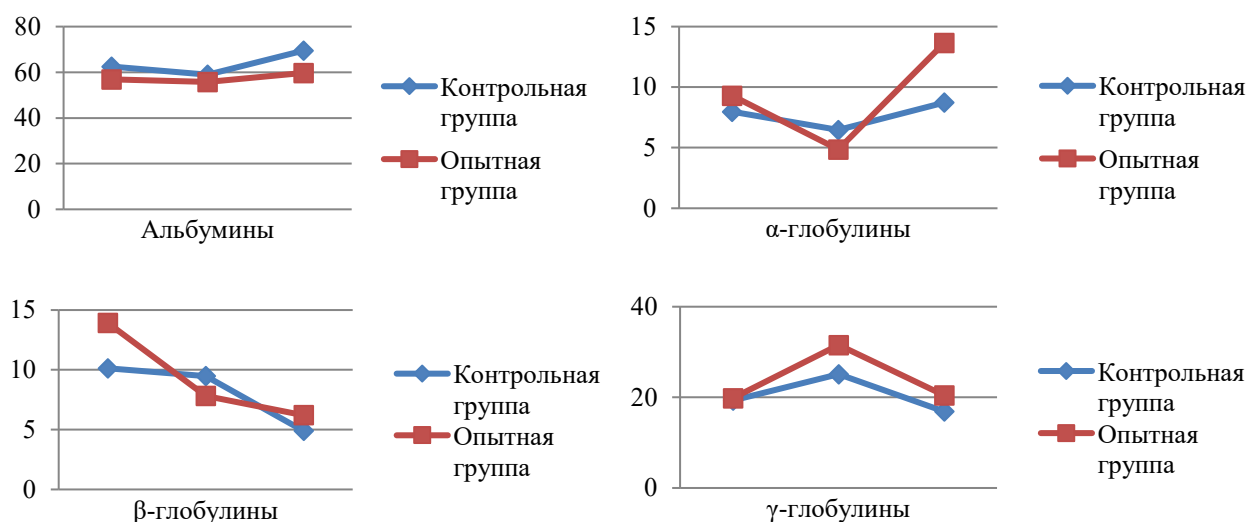 80
60
40
20
0
Альбумины
Контрольная
группа
Опытная
группа
15
10
5
0
α-глобулины
Контрольная
группа
Опытная
группа
15
10
5
0
β-глобулины
Контрольная
группа
Опытная
группа
40
20
0
γ-глобулины
Контрольная
группа
Опытная
группа